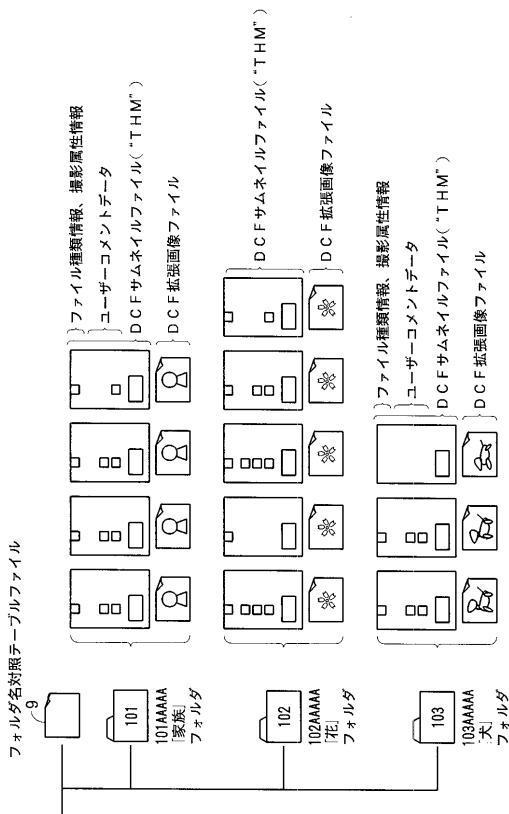 フォルダ名対照テーブルファイル
9
101
101AAAAA
「家族」
フォルダ
ファイル種類情報、撮影属性情報
ユーザーコメントデータ
DCFサムネイルファイル("THM")
DCF拡張画像ファイル
102
102AAAAA
「花」
フォルダ
DCFサムネイルファイル("THM")
DCF拡張画像ファイル
103
103AAAAA
「犬」
フォルダ
ファイル種類情報、撮影属性情報
ユーザーコメントデータ
DCFサムネイルファイル("THM")
DCF拡張画像ファイル